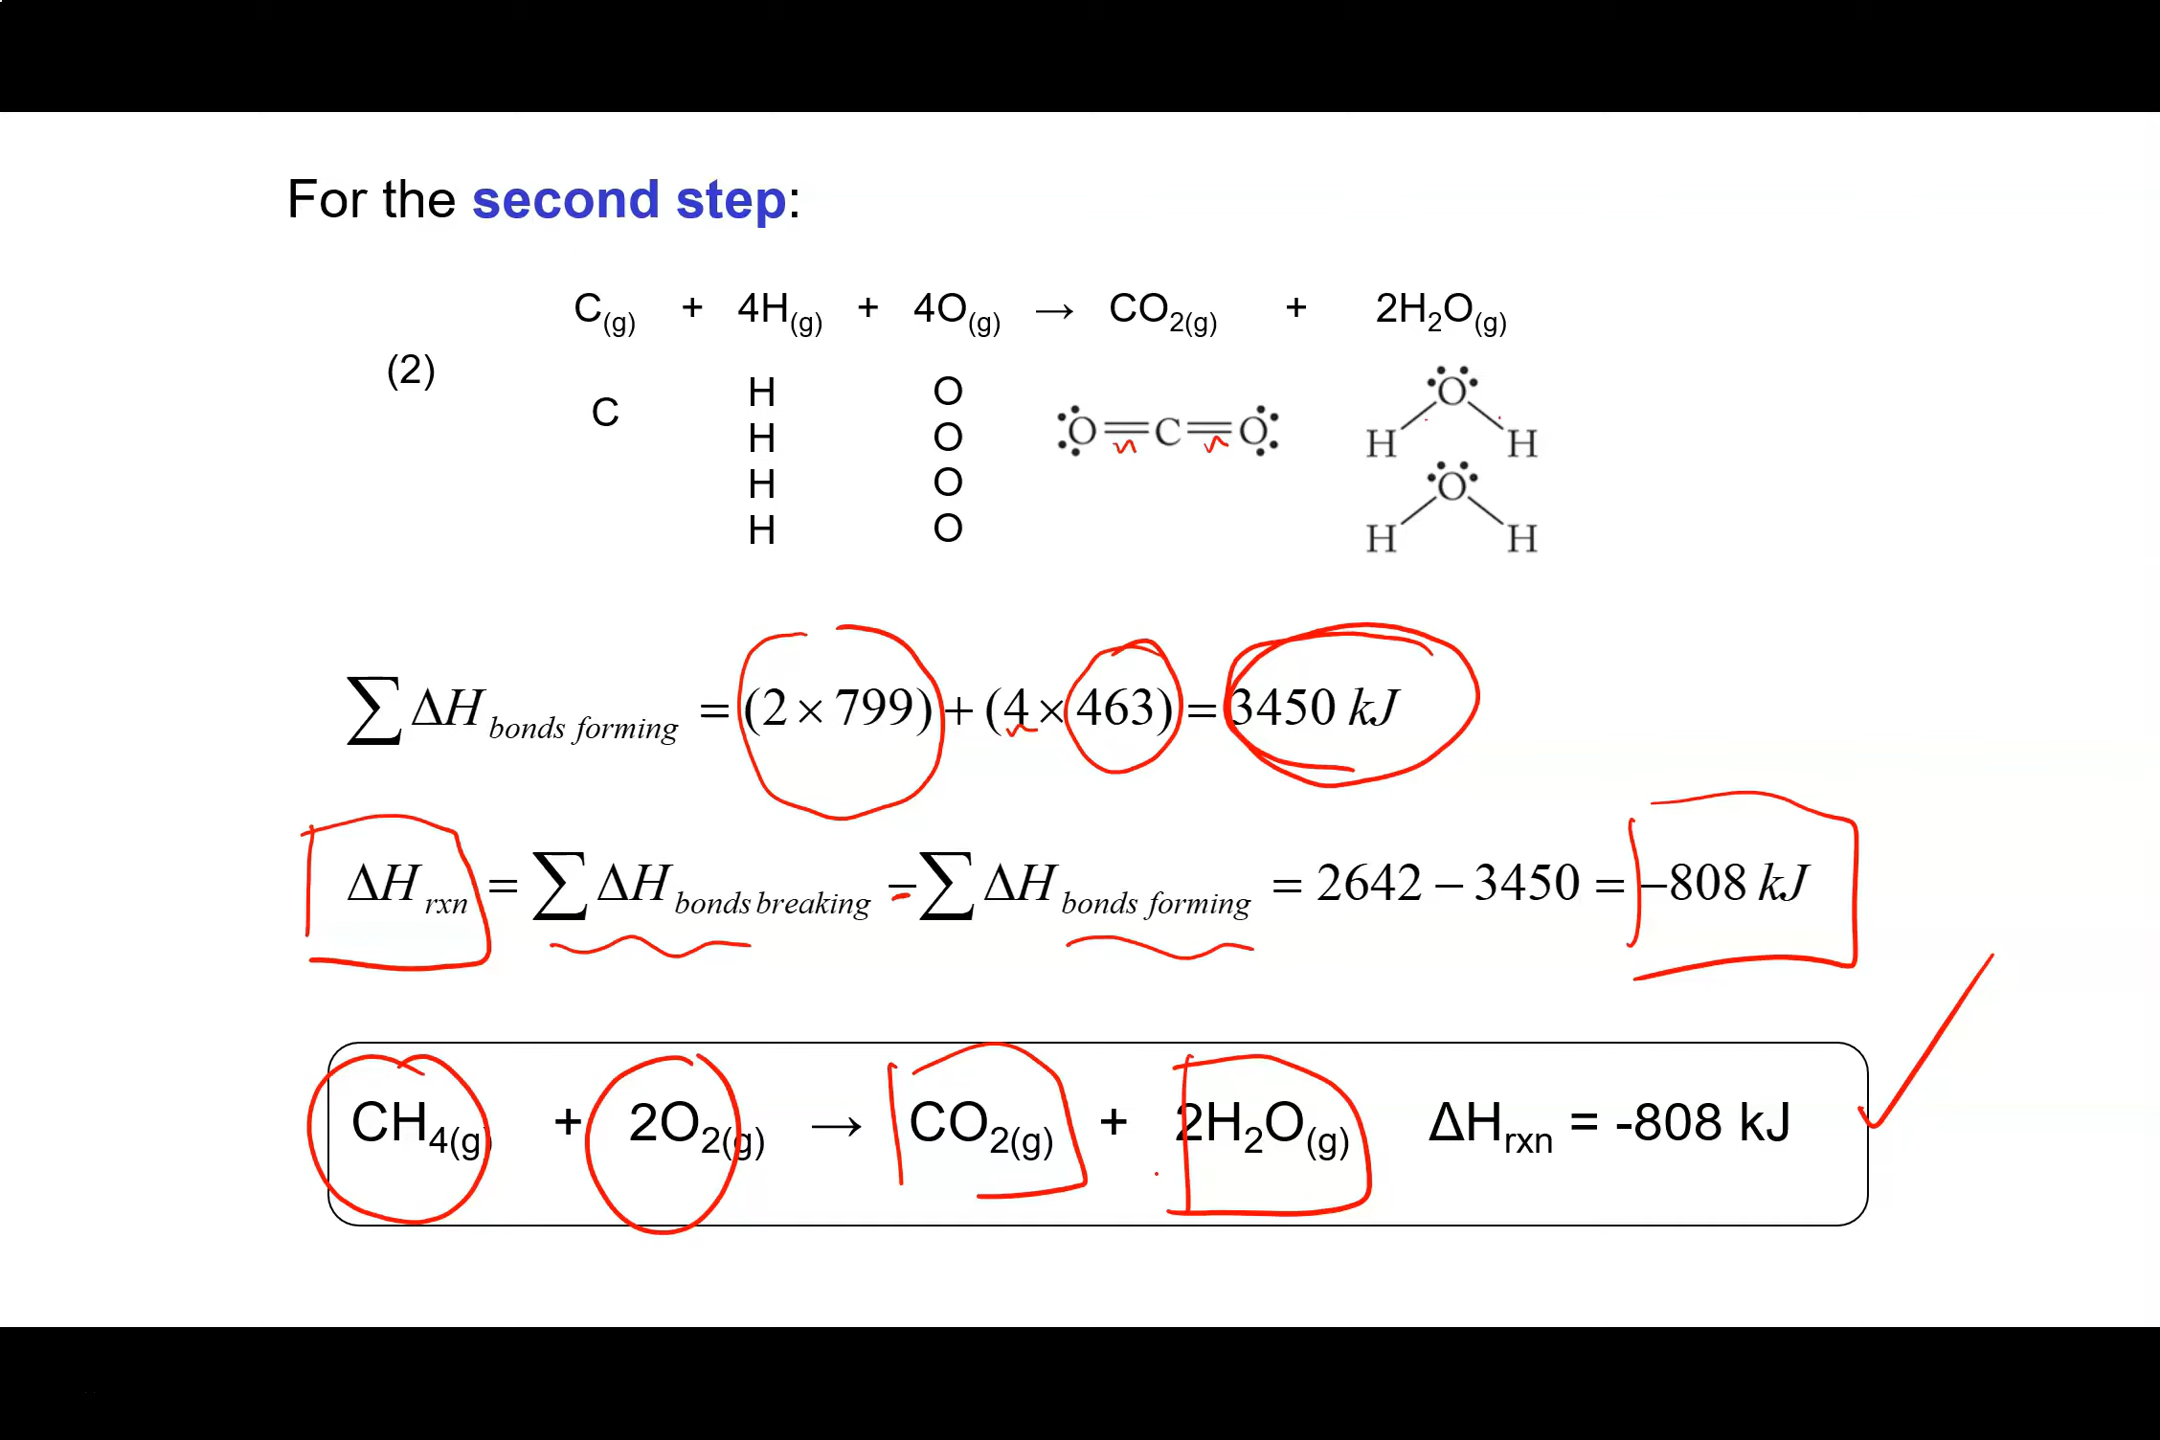 For the second step:
C(g) + 4H(g) + 4O(g) → CO2(g) + 2H2O(g)
(2)
C
H
H
H
H
O
O
O
O
O=C=O
O
H H
O
H H
∑ΔH bonds forming = (2 × 799) + (4 × 463) = 3450 kJ
ΔH rxn = ∑ΔH bonds breaking − ∑ΔH bonds forming = 2642 − 3450 = −808 kJ
CH4(g) + 2O2(g) → CO2(g) + 2H2O(g) ΔHrxn = -808 kJ